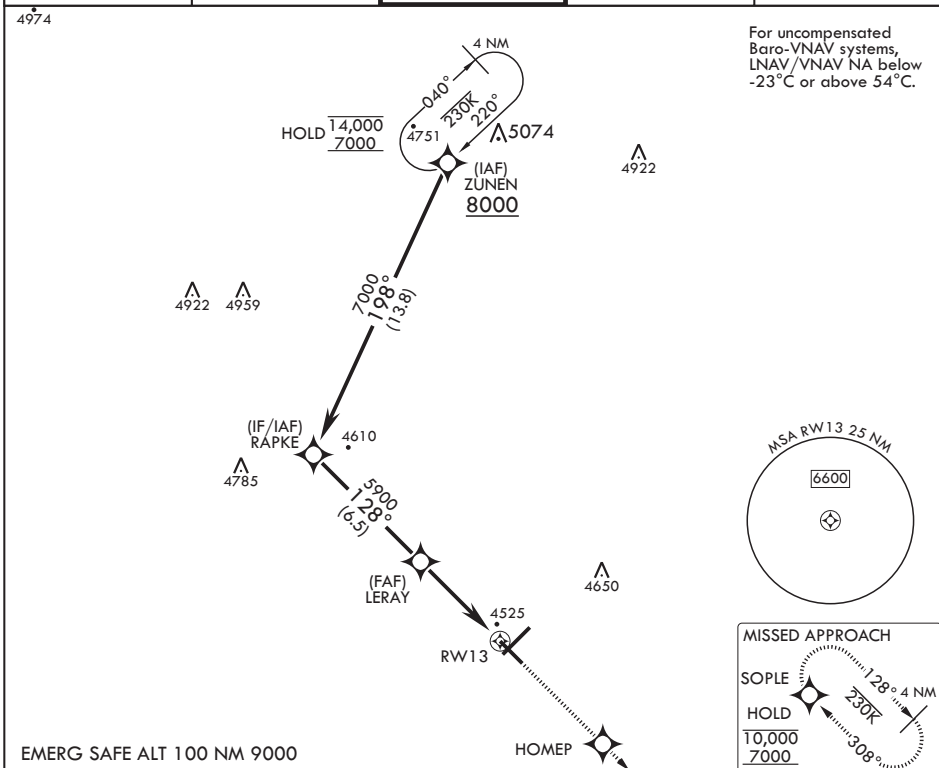 4974
For uncompensated
Baro-VNAV systems,
LNAV/VNAV NA below
-23°C or above 54°C.
4 NM
040°
230K
220°
HOLD 14,000
7000
4751
5074
4922
(IAF)
ZUNEN
8000
7000
198°
(13.8)
4922
4959
(IF/IAF)
RAPKE
4610
4785
5900
128°
(6.5)
MSA RW13 25 NM
6600
(FAF)
LERAY
4650
4525
RW13
MISSED APPROACH
SOPLE
128°
4 NM
230K
HOLD
10,000
7000
308°
HOMEP
EMERG SAFE ALT 100 NM 9000